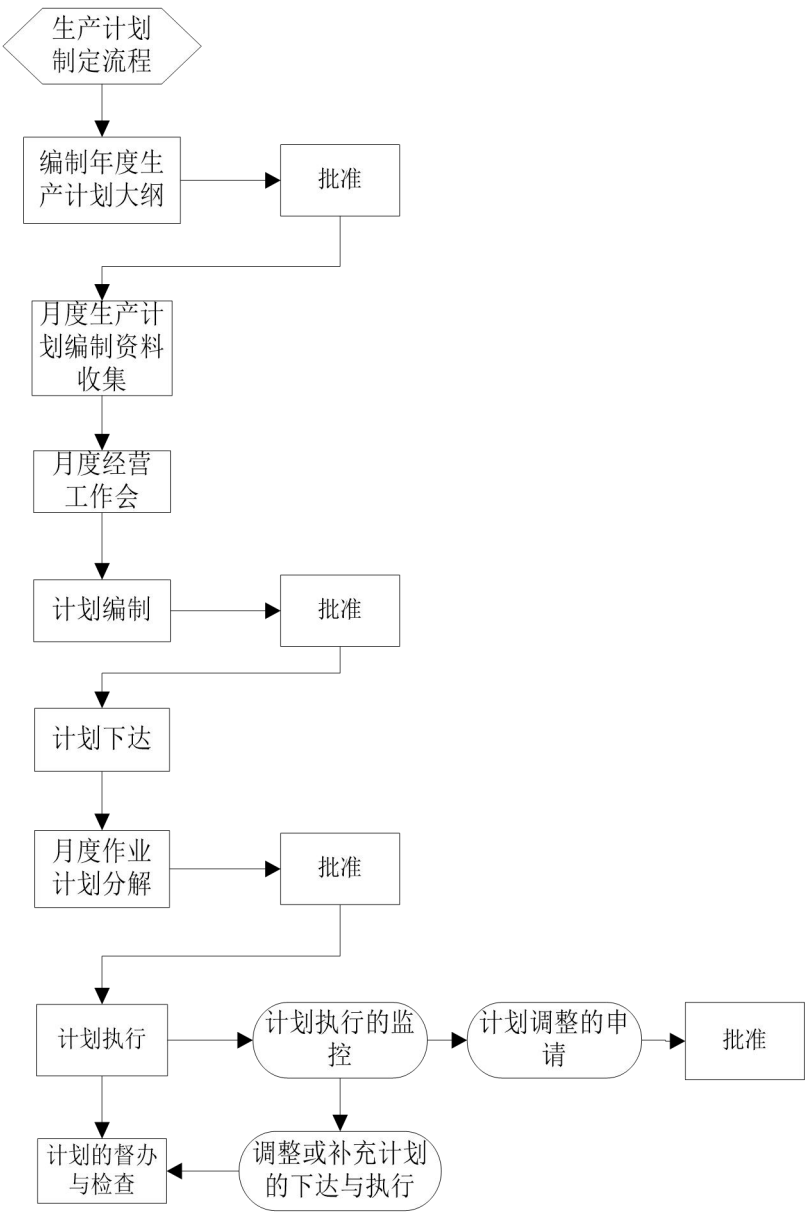 生产计划
制定流程
编制年度生
产计划大纲
批准
月度生产计
划编制资料
收集
月度经营
工作会
计划编制
批准
计划下达
月度作业
计划分解
批准
计划执行
计划执行的监
控
计划调整的申
请
批准
计划的督办
与检查
调整或补充计划
的下达与执行